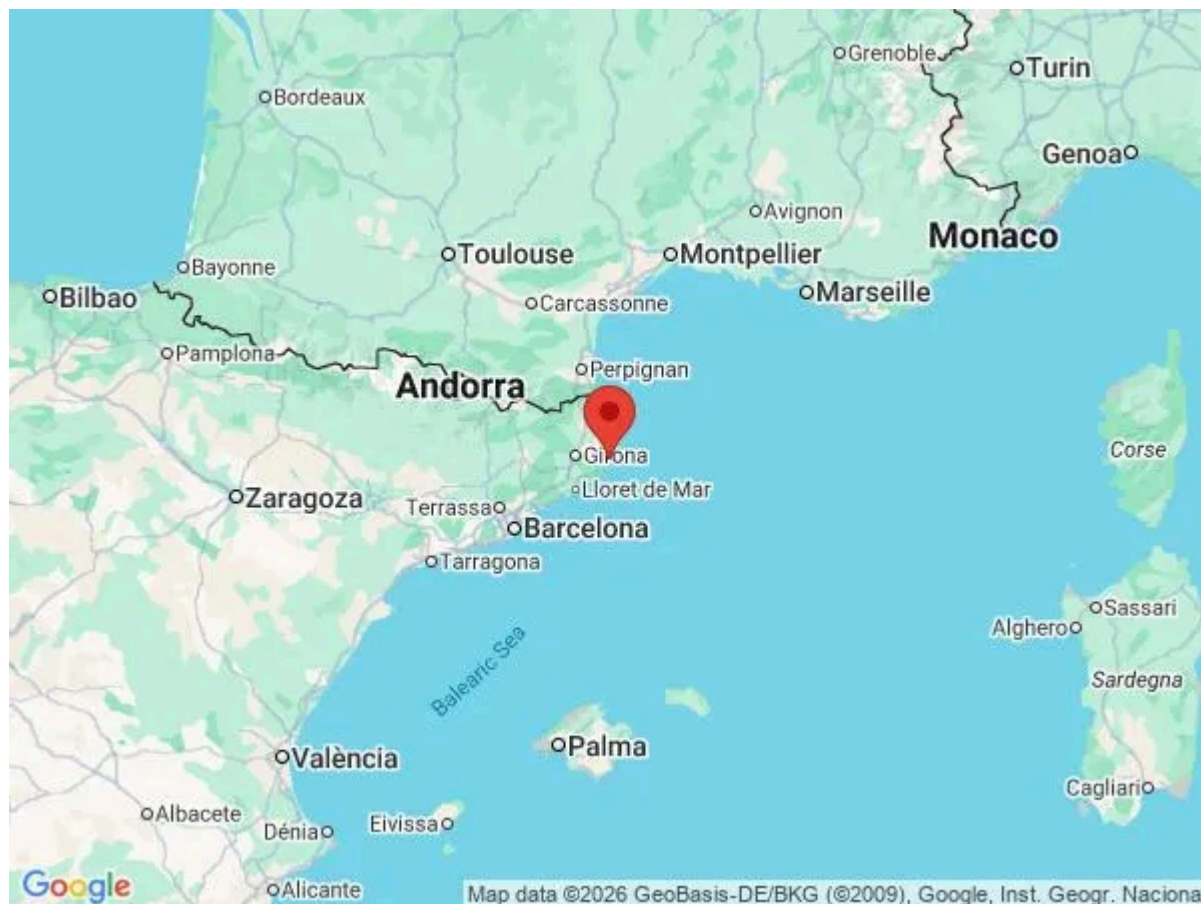 Grenoble
Turin
Bordeaux
Genoa
Avignon
Monaco
Toulouse
Montpellier
Bayonne
Marseille
Bilbao
Carcassonne
Pamplona
Perpignan
Andorra
Corse
Girona
Lloret de Mar
Zaragoza
Terrassa
Barcelona
Tarragona
Sassari
Alghero
Balearic Sea
Sardegna
Palma
València
Cagliari
Albacete
Eivissa
Dénia
Google
Alicante
Map data ©2026 GeoBasis-DE/BKG (©2009), Google, Inst. Geogr. Naciona